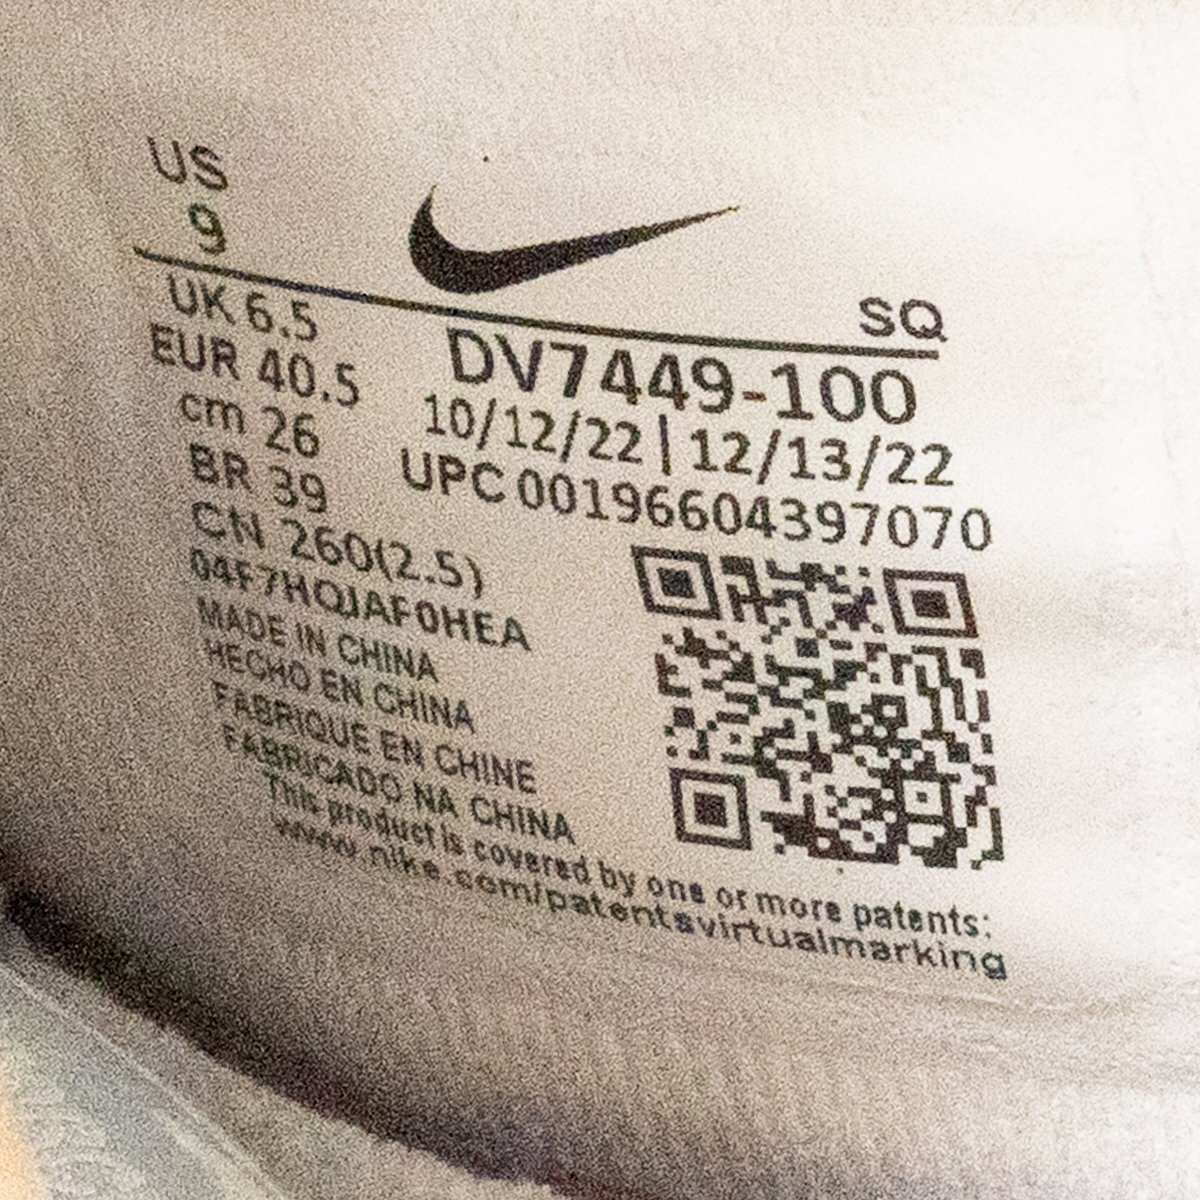 US
9
SQ
UK 6.5
EUR 40.5
cm 26
BR 39
CN 260(2.5)
DV7449-100
10/12/22 | 12/13/22
UPC 00196604397070
04F7HQJAF0HEA
MADE IN CHINA
HECHO EN CHINA
FABRIQUE EN CHINE
FABRICADO NA CHINA
This product is covered by one or more patents:
www.nike.com/patentsvirtualmarking